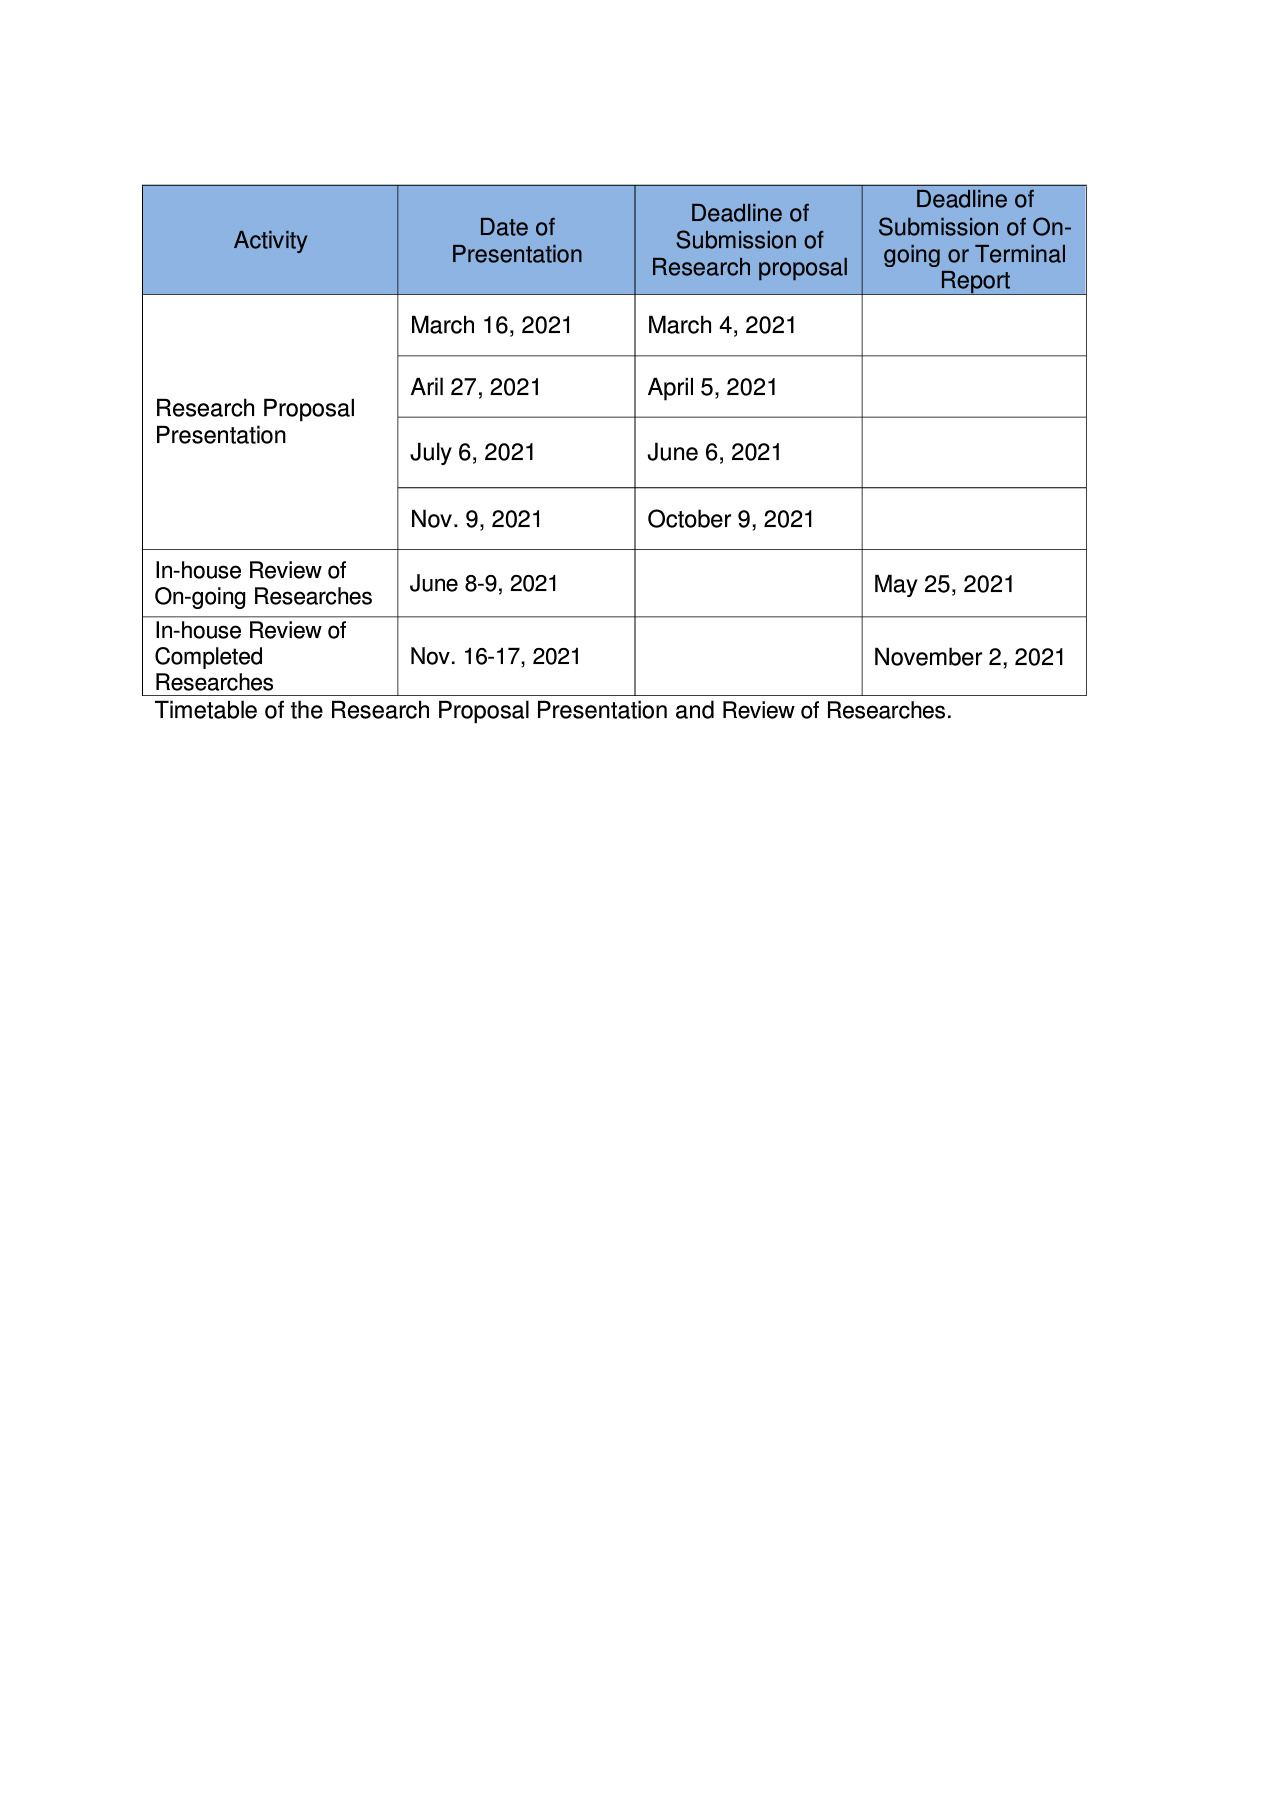 Activity
Date of
Presentation
Deadline of
Submission of
Research proposal
Deadline of
Submission of On-
going or Terminal
Report
Research Proposal
Presentation
March 16, 2021
March 4, 2021
Aril 27, 2021
April 5, 2021
July 6, 2021
June 6, 2021
Nov. 9, 2021
October 9, 2021
In-house Review of
On-going Researches
June 8-9, 2021
May 25, 2021
In-house Review of
Completed
Researches
Nov. 16-17, 2021
November 2, 2021
Timetable of the Research Proposal Presentation and Review of Researches.